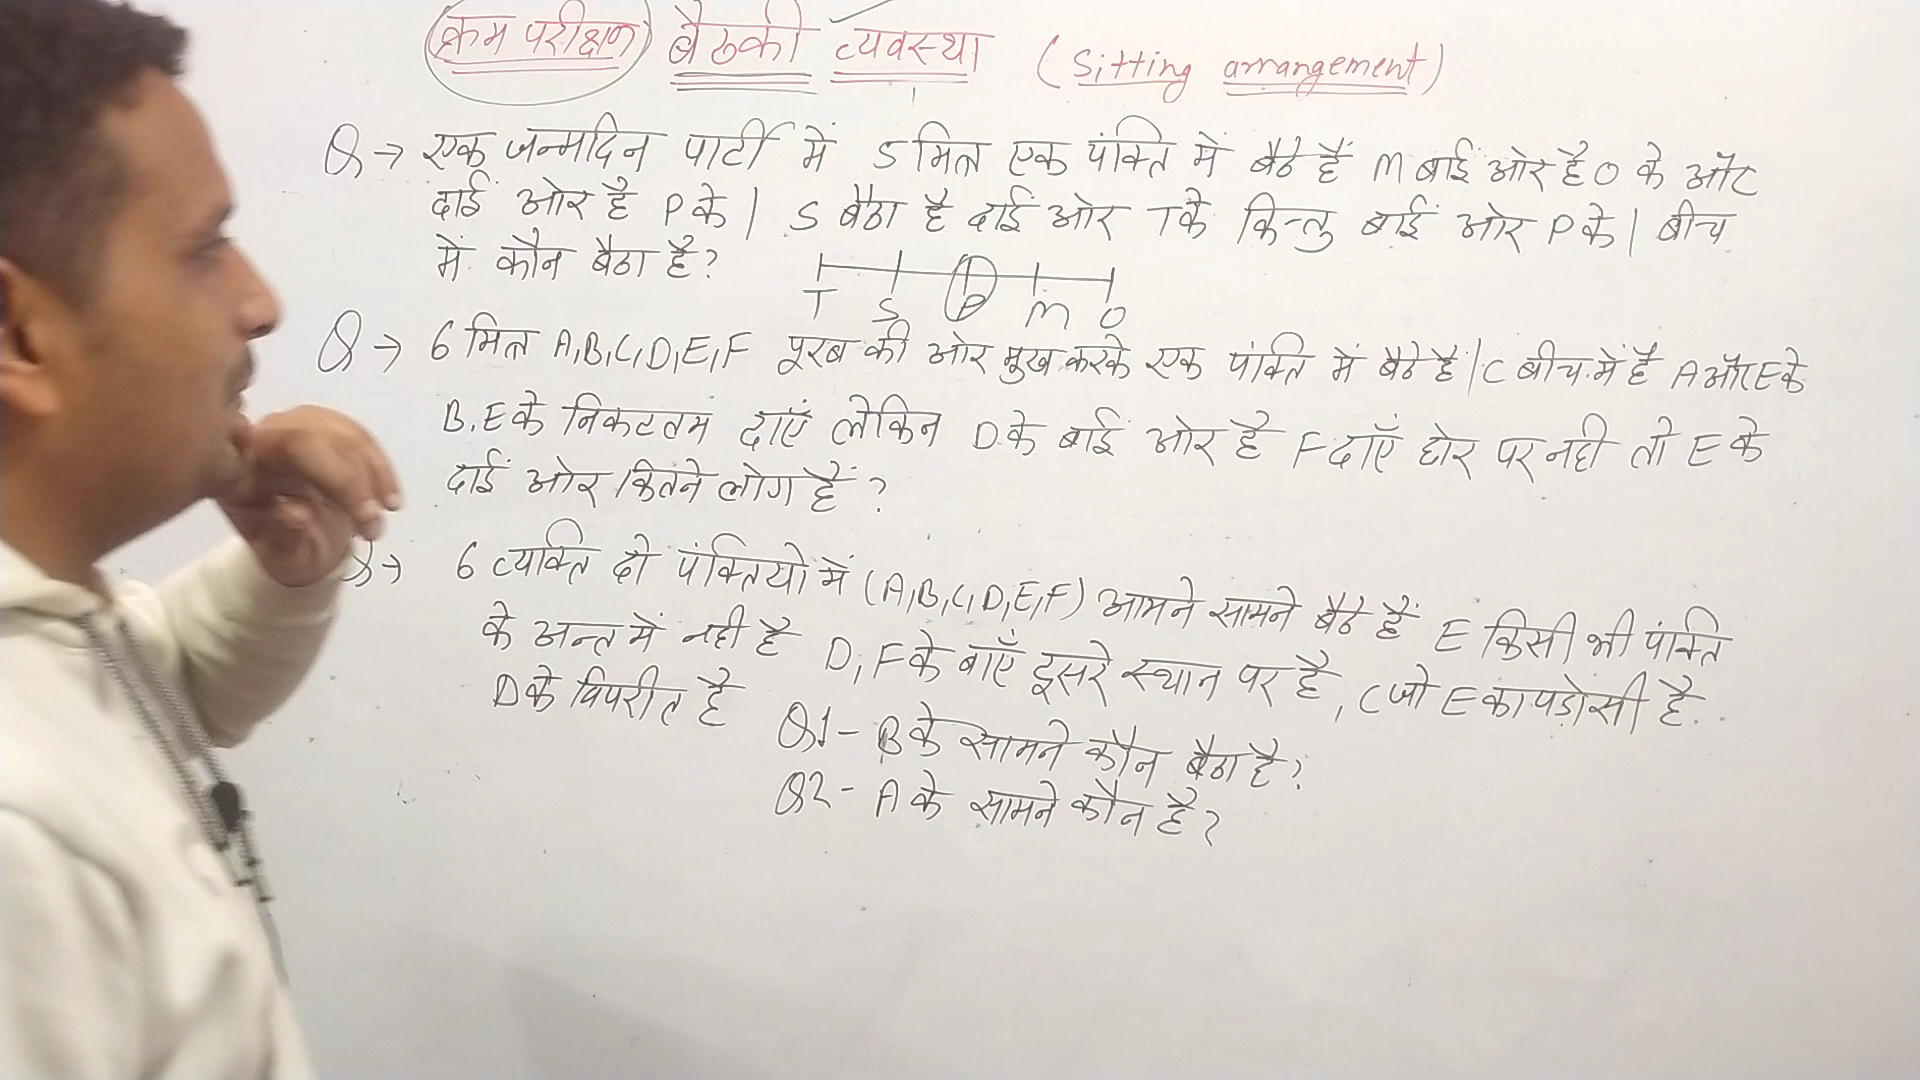 क्रम परीक्षण बैठकी व्यवस्था (Sitting arrangement)
Q → एक जन्मदिन पार्टी में 5 मित्र एक पंक्ति में बैठे हैं M बाई ओर है O के और
दाईं ओर है P के | S बैठा है दाईं ओर T के किन्तु बाईं ओर P के | बीच
में कौन बैठा है?
T S P M O
Q → 6 मित्र A,B,C,D,E,F पूरब की ओर मुख करके एक पंक्ति में बैठे है | C बीच में है A और E के
B, E के निकटतम दाएँ लेकिन D के बाईं ओर है F दाएँ छोर पर नही तो E के
दाईं ओर कितने लोग हैं ?
Q → 6 व्यक्ति दो पंक्तियो में (A,B,C,D,E,F) आमने सामने बैठे हैं E किसी भी पंक्ति
के अन्त में नही है D, F के बाएँ दूसरे स्थान पर है, C जो E का पड़ोसी है
D के विपरीत है
Q1 - B के सामने कौन बैठा है?
Q2 - A के सामने कौन है?